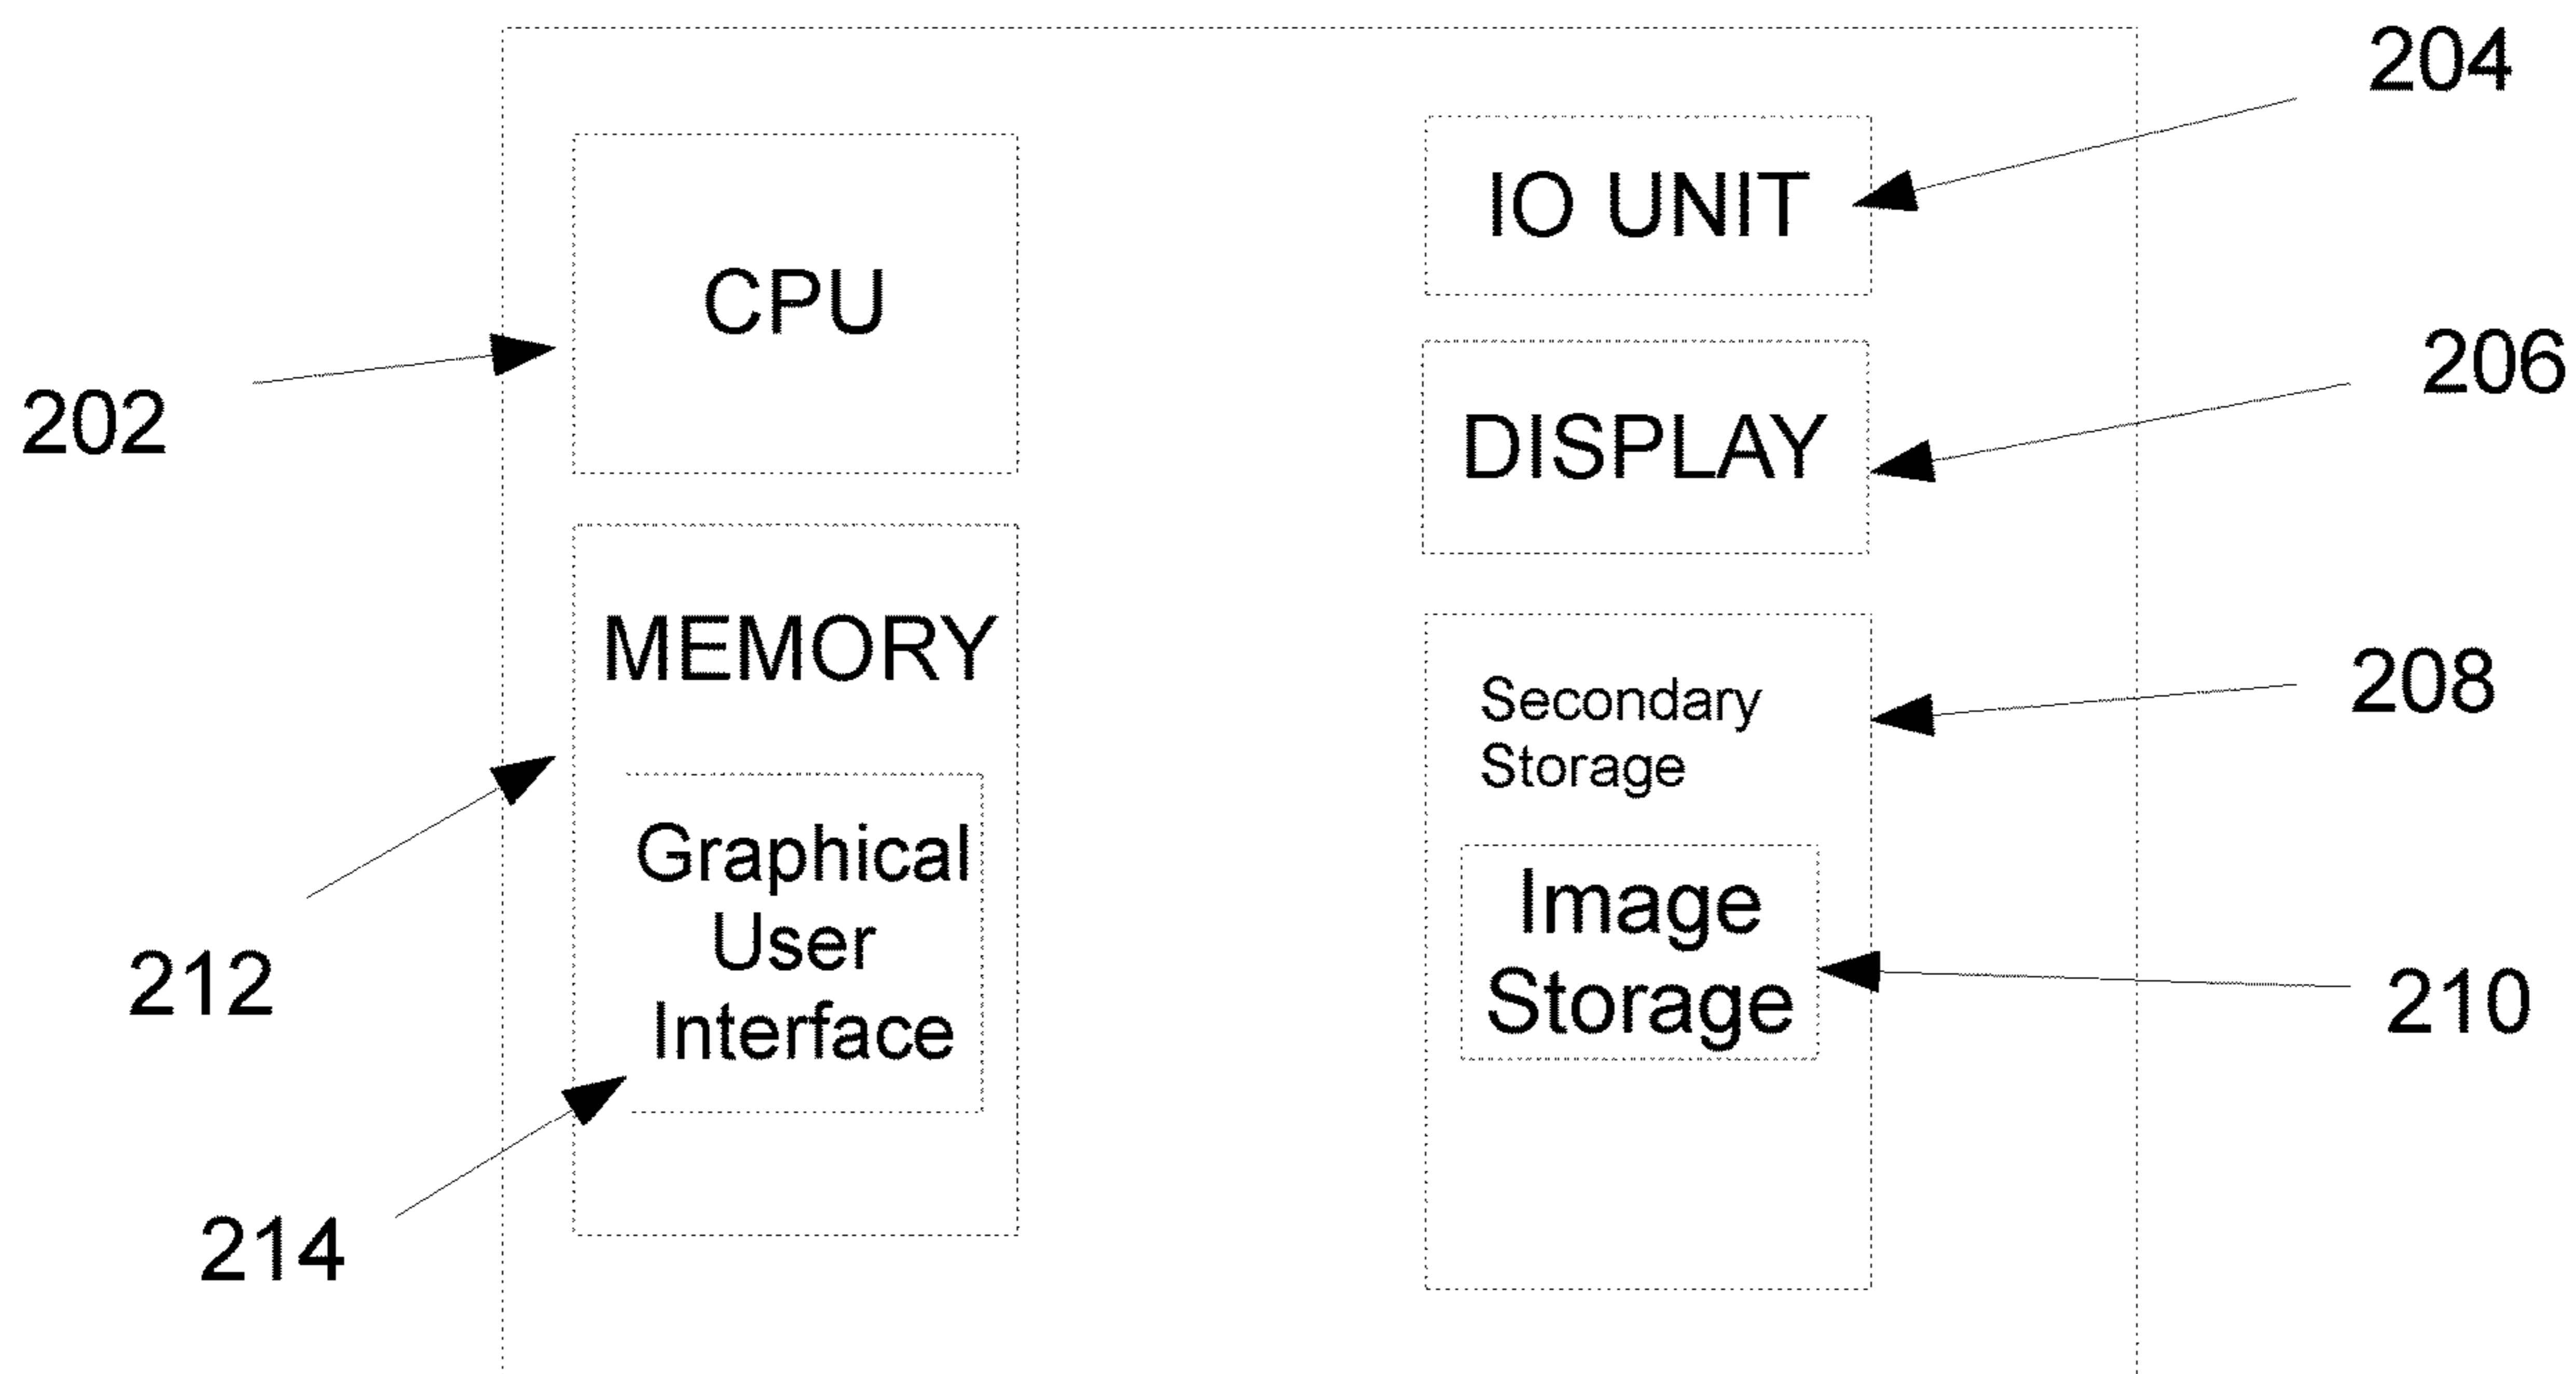 204
IO UNIT
CPU
206
202
DISPLAY
MEMORY
208
Secondary
Storage
Graphical
User
Interface
Image
Storage
212
210
214